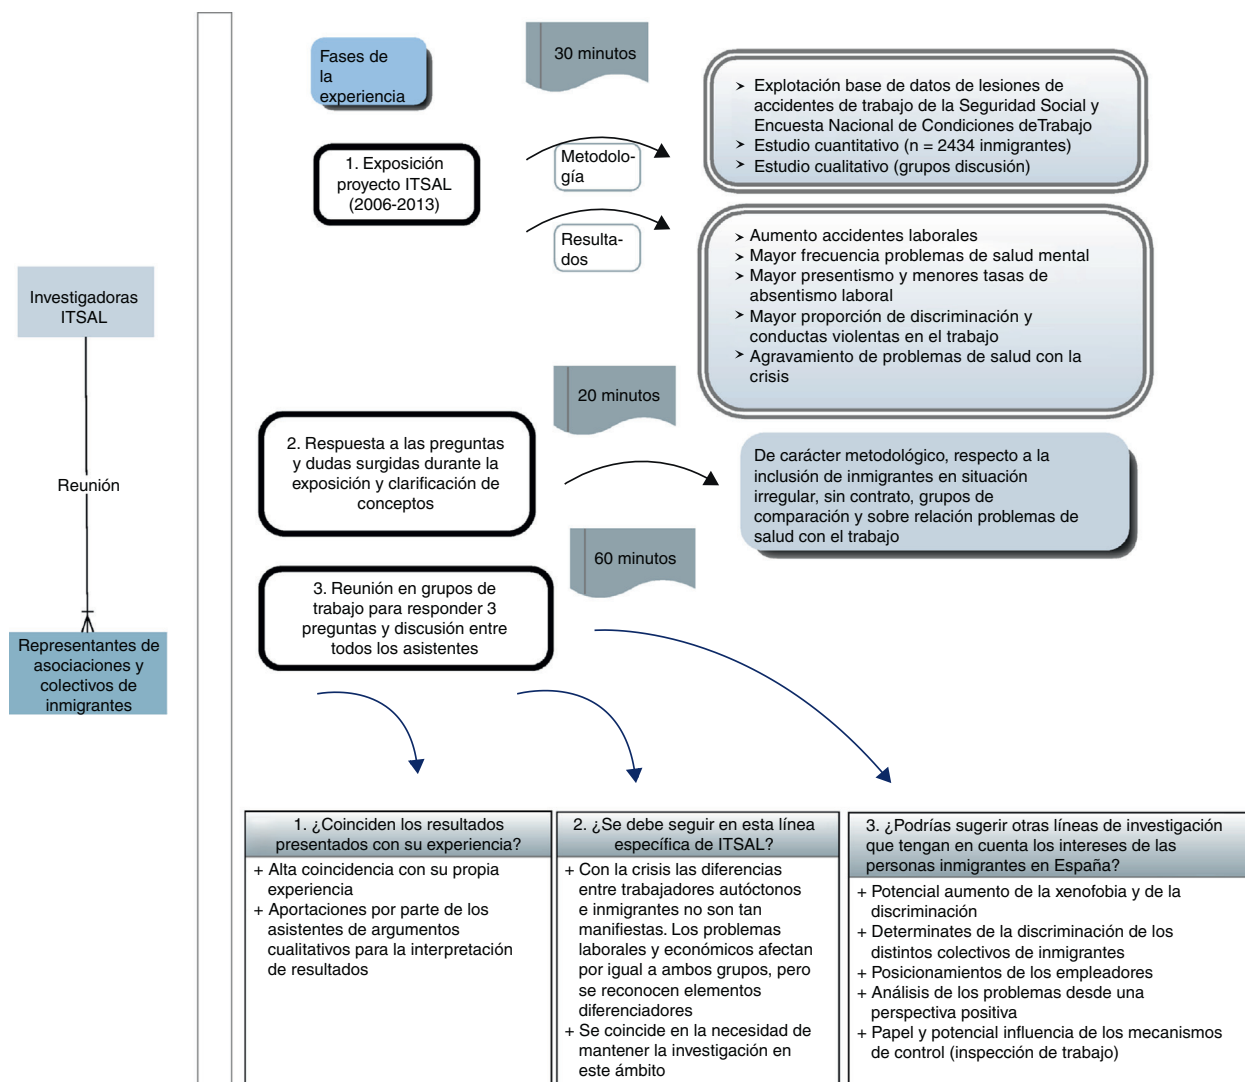 Fases de
la
experiencia
30 minutos
1. Exposición
proyecto ITSAL
(2006-2013)
Metodolo-
gía
➤ Explotación base de datos de lesiones de
accidentes de trabajo de la Seguridad Social y
Encuesta Nacional de Condiciones deTrabajo
➤ Estudio cuantitativo (n = 2434 inmigrantes)
➤ Estudio cualitativo (grupos discusión)
Resulta-
dos
➤ Aumento accidentes laborales
➤ Mayor frecuencia problemas de salud mental
➤ Mayor presentismo y menores tasas de
absentismo laboral
➤ Mayor proporción de discriminación y
conductas violentas en el trabajo
➤ Agravamiento de problemas de salud con la
crisis
Investigadoras
ITSAL
Reunión
Representantes de
asociaciones y
colectivos de
inmigrantes
20 minutos
2. Respuesta a las preguntas
y dudas surgidas durante la
exposición y clarificación de
conceptos
De carácter metodológico, respecto a la
inclusión de inmigrantes en situación
irregular, sin contrato, grupos de
comparación y sobre relación problemas de
salud con el trabajo
60 minutos
3. Reunión en grupos de
trabajo para responder 3
preguntas y discusión entre
todos los asistentes
1. ¿Coinciden los resultados
presentados con su experiencia?
+ Alta coincidencia con su propia
experiencia
+ Aportaciones por parte de los
asistentes de argumentos
cualitativos para la interpretación
de resultados
2. ¿Se debe seguir en esta línea
específica de ITSAL?
+ Con la crisis las diferencias
entre trabajadores autóctonos
e inmigrantes no son tan
manifiestas. Los problemas
laborales y económicos afectan
por igual a ambos grupos, pero
se reconocen elementos
diferenciadores
+ Se coincide en la necesidad de
mantener la investigación en
este ámbito
3. ¿Podrías sugerir otras líneas de investigación
que tengan en cuenta los intereses de las
personas inmigrantes en España?
+ Potencial aumento de la xenofobia y de la
discriminación
+ Determinates de la discriminación de los
distintos colectivos de inmigrantes
+ Posicionamientos de los empleadores
+ Análisis de los problemas desde una
perspectiva positiva
+ Papel y potencial influencia de los mecanismos
de control (inspección de trabajo)